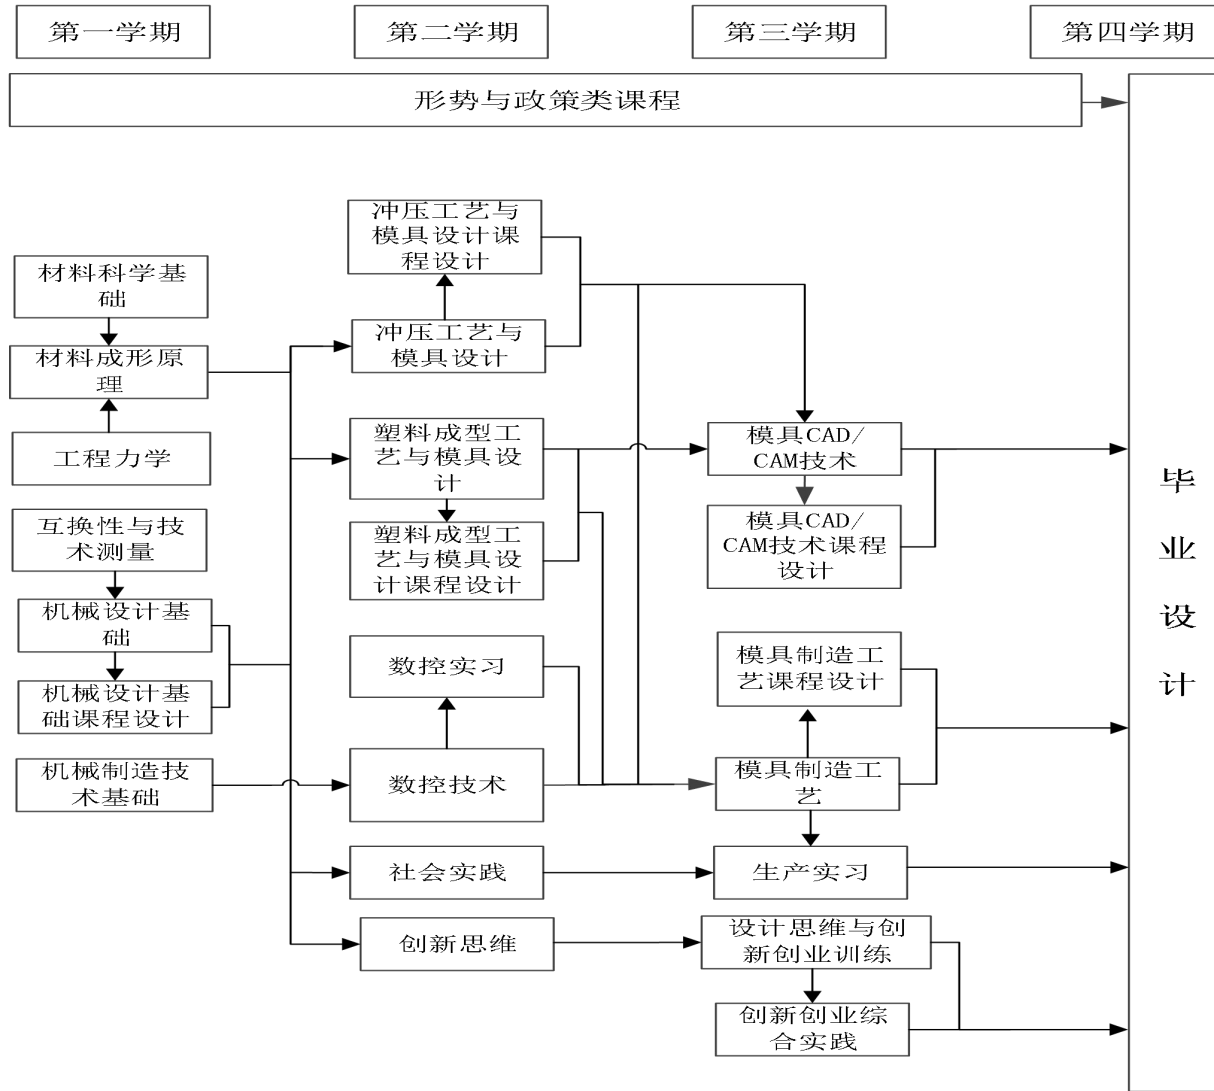 第一学期
第二学期
第三学期
第四学期
形势与政策类课程
材料科学基
础
材料成形原
理
工程力学
互换性与技
术测量
机械设计基
础
机械设计基
础课程设计
机械制造技
术基础
冲压工艺与
模具设计课
程设计
冲压工艺与
模具设计
塑料成型工
艺与模具设
计
塑料成型工
艺与模具设
计课程设计
数控实习
数控技术
社会实践
创新思维
模具CAD/
CAM技术
模具CAD/
CAM技术课程
设计
模具制造工
艺课程设计
模具制造工
艺
生产实习
设计思维与创
新创业训练
创新创业综
合实践
毕
业
设
计